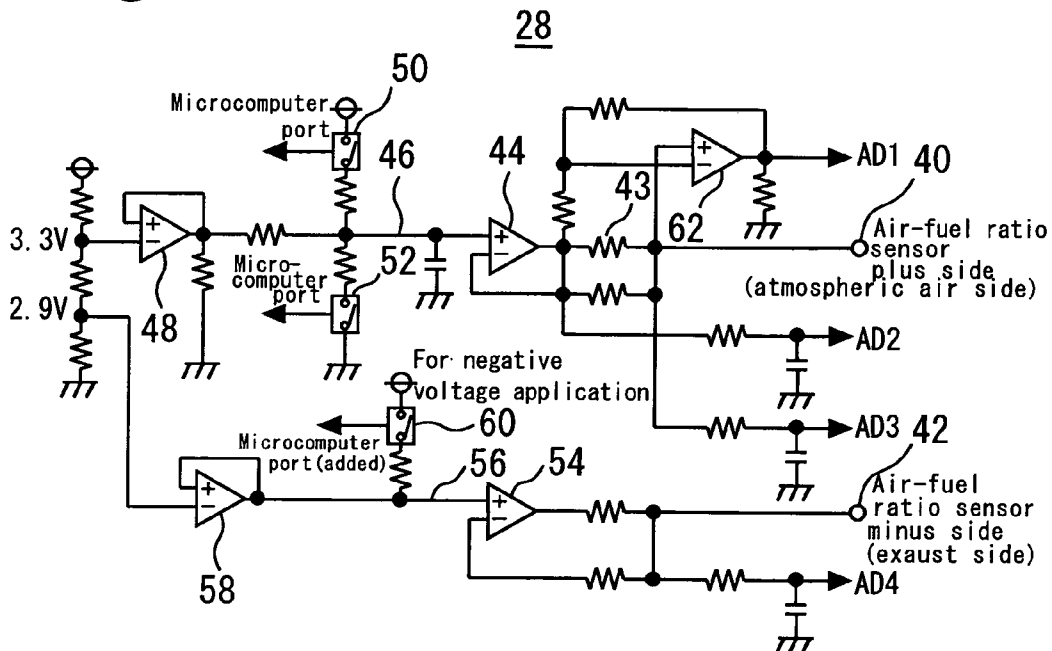 28
50
Microcomputer
port
46
44
43
62
AD1
40
Air-fuel ratio
sensor
plus side
(atmospheric air side)
3.3V
48
Micro-
computer
port
52
2.9V
AD2
For negative
voltage application
60
Microcomputer
port(added)
56
54
AD3
42
Air-fuel
ratio sensor
minus side
(exaust side)
58
AD4
+
−
+
−
+
−
+
−
+
−